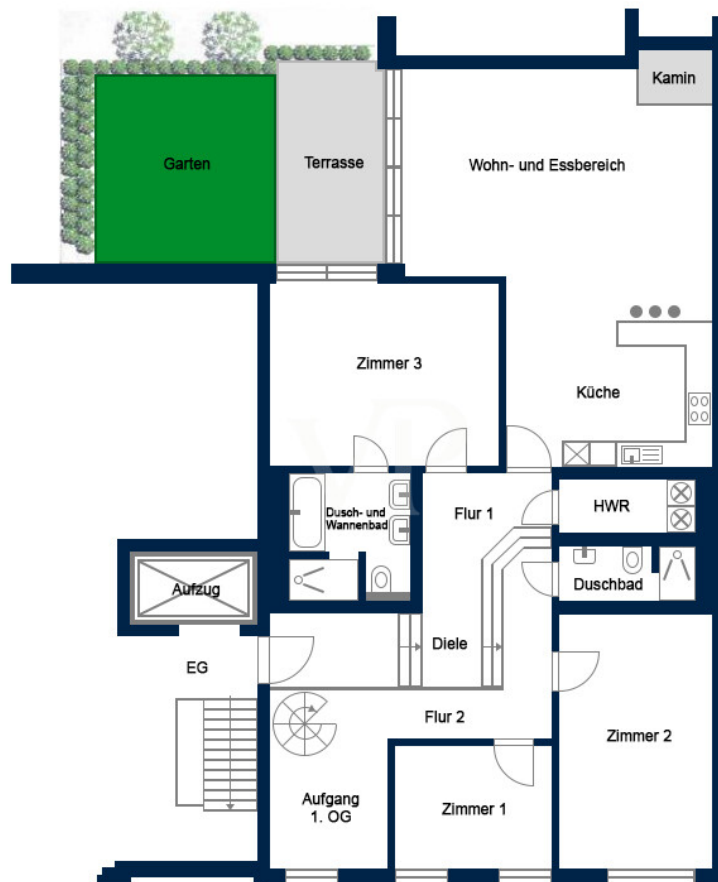 Kamin
Garten
Terrasse
Wohn- und Essbereich
Zimmer 3
Küche
Dusch- und
Wannenbad
Flur 1
HWR
Aufzug
Duschbad
EG
Diele
Flur 2
Zimmer 2
Aufgang
1. OG
Zimmer 1